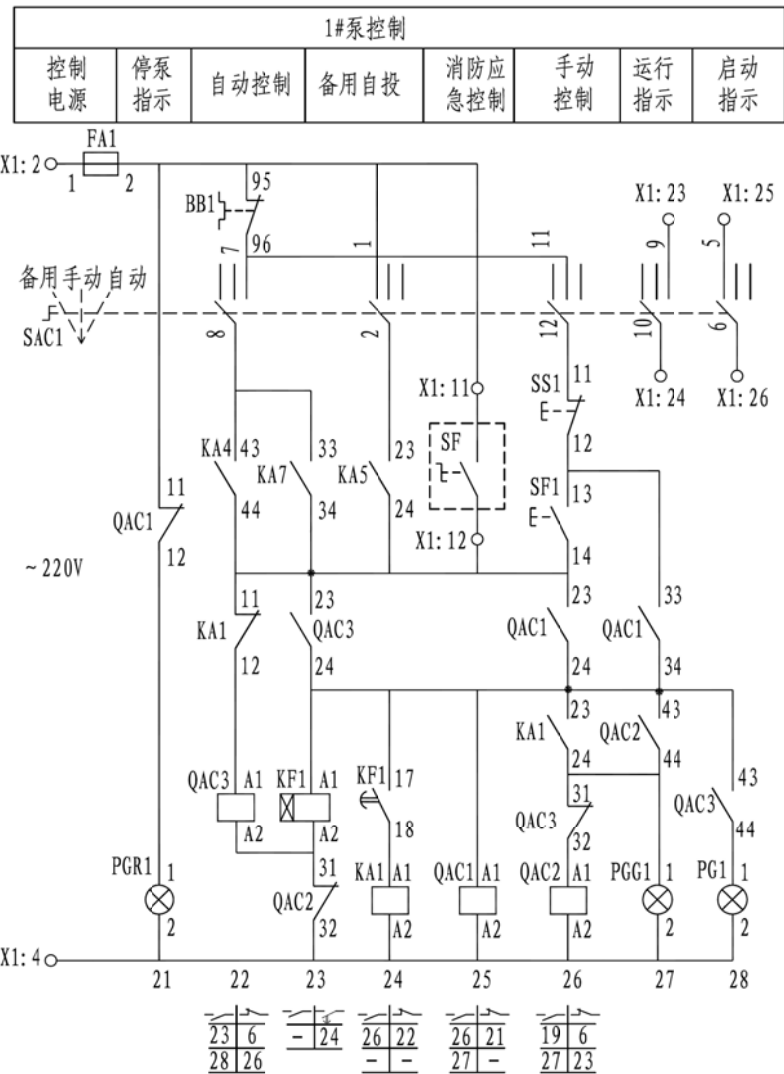 1#泵控制
控制电源
停泵指示
自动控制
备用自投
消防应急控制
手动控制
运行指示
启动指示
FA1
X1:2
1 2
95
BB1
96
X1:23
X1:25
7
1
11
9
5
备用 手动 自动
SAC1
8
2
12
10
6
X1:24
X1:26
X1:11
SS1
11
12
KA4
43
44
KA7
33
34
KA5
23
24
SF
SF1
13
14
X1:12
QAC1
11
12
~220V
KA1
11
12
QAC3
23
24
QAC1
23
24
QAC1
33
34
KA1
23
24
QAC2
43
44
QAC3
A1
A2
KF1
A1
A2
KF1
17
18
QAC3
31
32
QAC3
43
44
PGR1
1
2
QAC2
31
32
KA1
A1
A2
QAC1
A1
A2
QAC2
A1
A2
PGG1
1
2
PG1
1
2
X1:4
21 22 23 24 25 26 27 28
23 6 - 24 26 22 26 21 19 6
28 26 - - 27 - 27 23